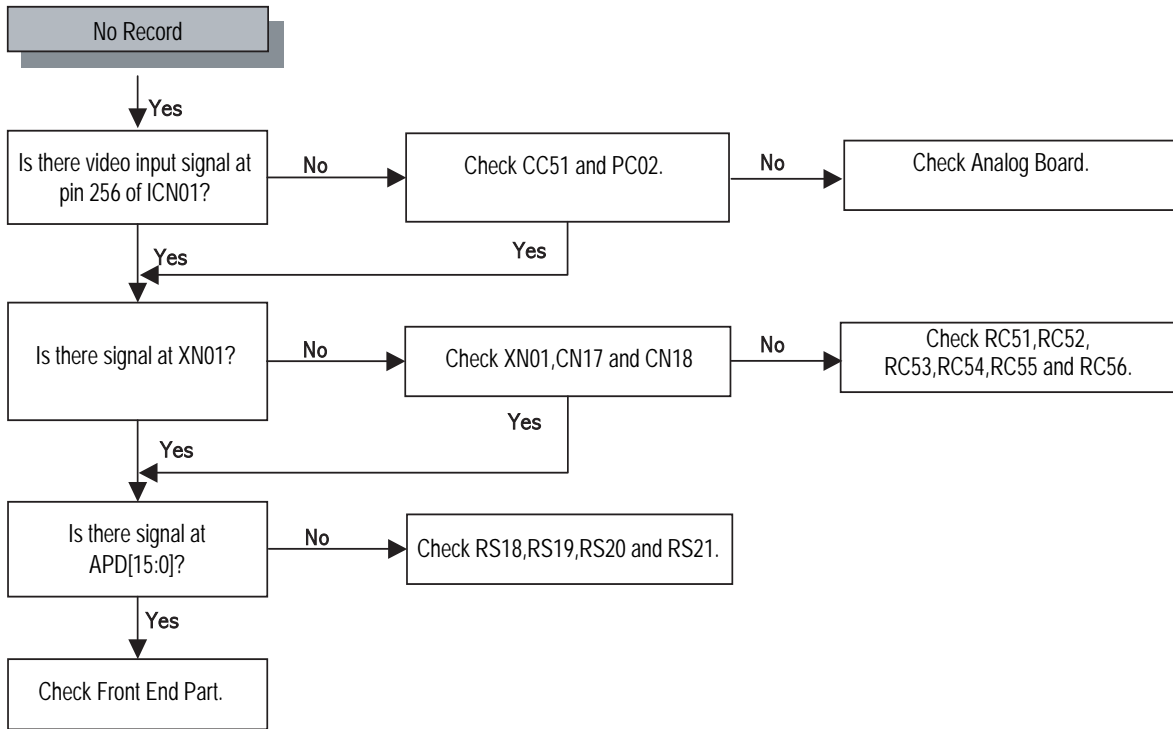 No Record
Yes
Is there video input signal at
pin 256 of ICN01?
No
Check CC51 and PC02.
No
Check Analog Board.
Yes
Yes
Is there signal at XN01?
No
Check XN01,CN17 and CN18
No
Check RC51,RC52,
RC53,RC54,RC55 and RC56.
Yes
Yes
Is there signal at
APD[15:0]?
No
Check RS18,RS19,RS20 and RS21.
Yes
Check Front End Part.